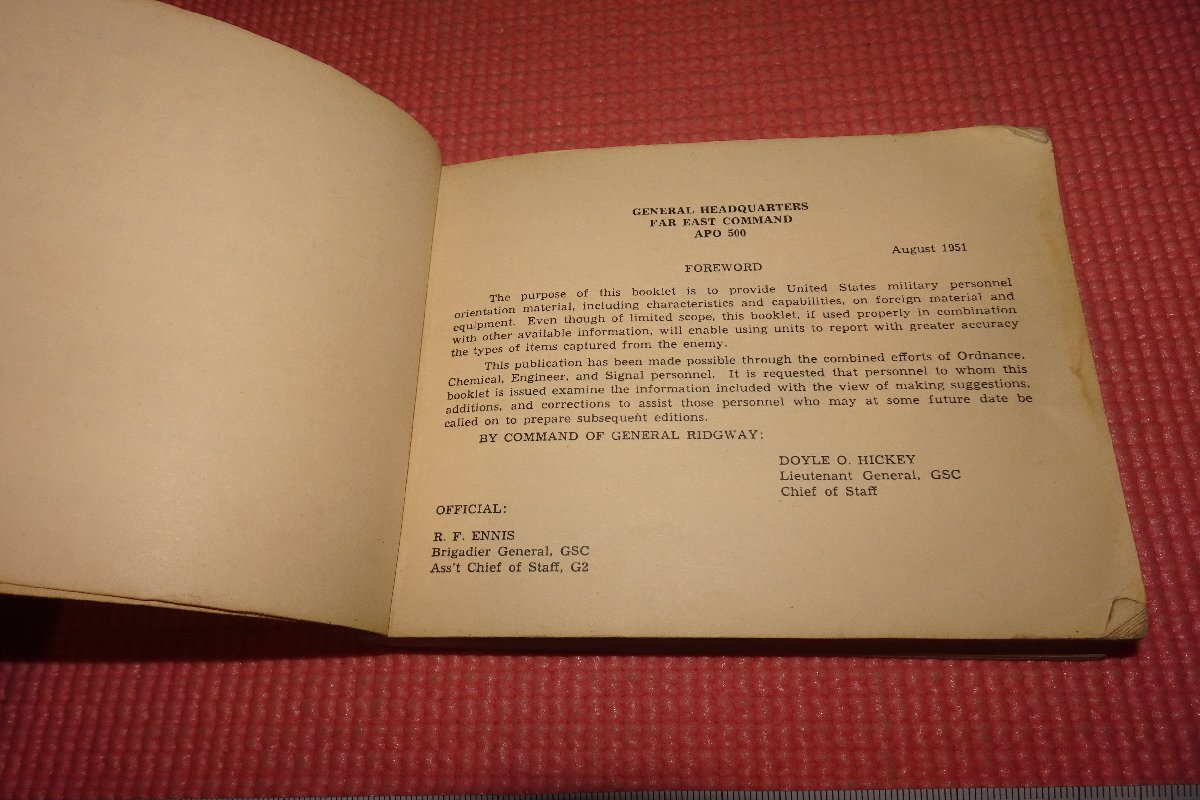 GENERAL HEADQUARTERS
FAR EAST COMMAND
APO 500
August 1951
FOREWORD
The purpose of this booklet is to provide United States military personnel
orientation material, including characteristics and capabilities, on foreign material and
equipment. Even though of limited scope, this booklet, if used properly in combination
with other available information, will enable using units to report with greater accuracy
the types of items captured from the enemy.
This publication has been made possible through the combined efforts of Ordnance,
Chemical, Engineer, and Signal personnel. It is requested that personnel to whom this
booklet is issued examine the information included with the view of making suggestions,
additions, and corrections to assist those personnel who may at some future date be
called on to prepare subsequent editions.
BY COMMAND OF GENERAL RIDGWAY:
DOYLE O. HICKEY
Lieutenant General, GSC
Chief of Staff
OFFICIAL:
R. F. ENNIS
Brigadier General, GSC
Ass't Chief of Staff, G2